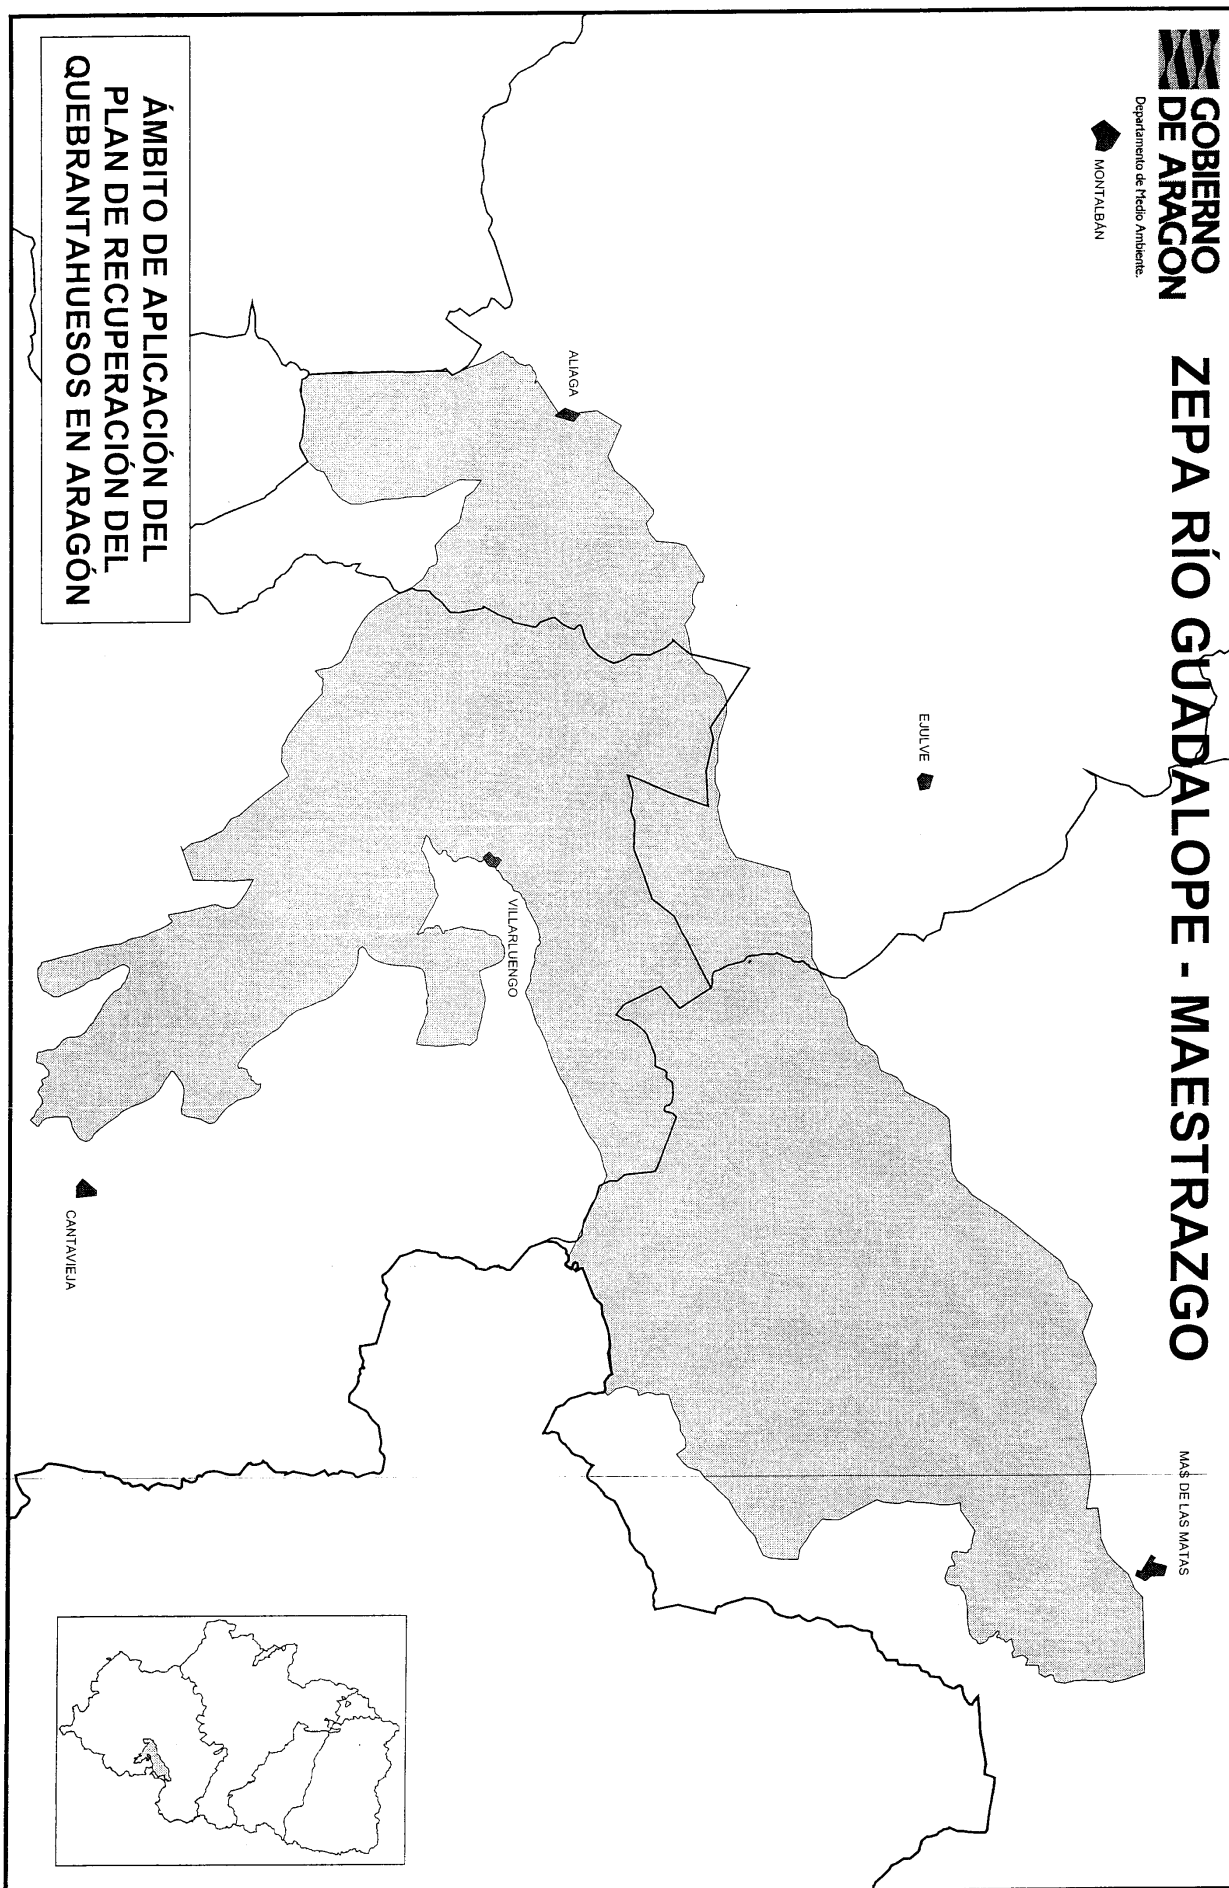 GOBIERNO
DE ARAGON
Departamento de Medio Ambiente.
ZEPA RÍO GUADALOPE - MAESTRAZGO
MONTALBÁN
MAS DE LAS MATAS
EJULVE
ALIAGA
VILLARLUENGO
CANTAVIEJA
ÁMBITO DE APLICACIÓN DEL
PLAN DE RECUPERACIÓN DEL
QUEBRANTAHUESOS EN ARAGÓN